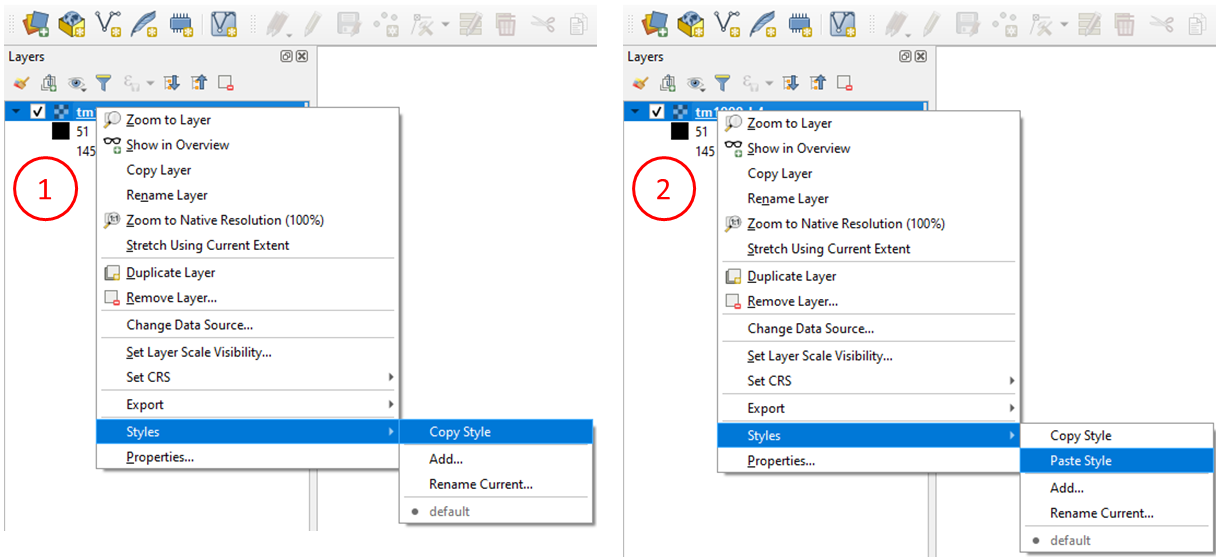 Layers
tm
51
145
1
Zoom to Layer
Show in Overview
Copy Layer
Rename Layer
Zoom to Native Resolution (100%)
Stretch Using Current Extent
Duplicate Layer
Remove Layer...
Change Data Source...
Set Layer Scale Visibility...
Set CRS
Export
Styles
Properties...
Copy Style
Add...
Rename Current...
default
Layers
51
145
2
Zoom to Layer
Show in Overview
Copy Layer
Rename Layer
Zoom to Native Resolution (100%)
Stretch Using Current Extent
Duplicate Layer
Remove Layer...
Change Data Source...
Set Layer Scale Visibility...
Set CRS
Export
Styles
Properties...
Copy Style
Paste Style
Add...
Rename Current...
default